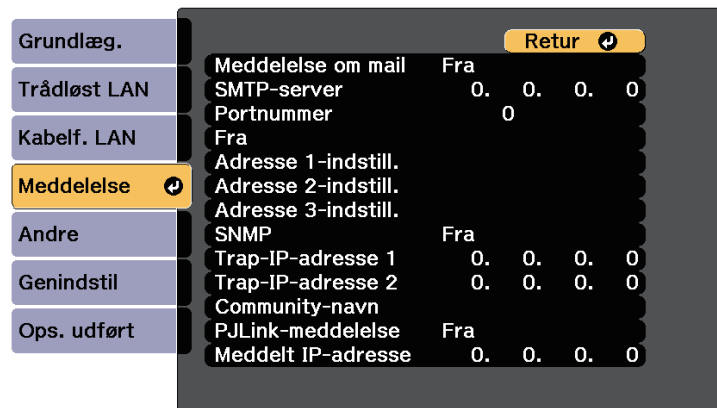 Grundlæg.
Trådløst LAN
Kabelf. LAN
Meddelelse
Andre
Genindstil
Ops. udført
Retur
Meddelelse om mail Fra
SMTP-server 0. 0. 0. 0
Portnummer 0
Fra
Adresse 1-indstill.
Adresse 2-indstill.
Adresse 3-indstill.
SNMP Fra
Trap-IP-adresse 1 0. 0. 0. 0
Trap-IP-adresse 2 0. 0. 0. 0
Community-navn
PJLink-meddelelse Fra
Meddelt IP-adresse 0. 0. 0. 0